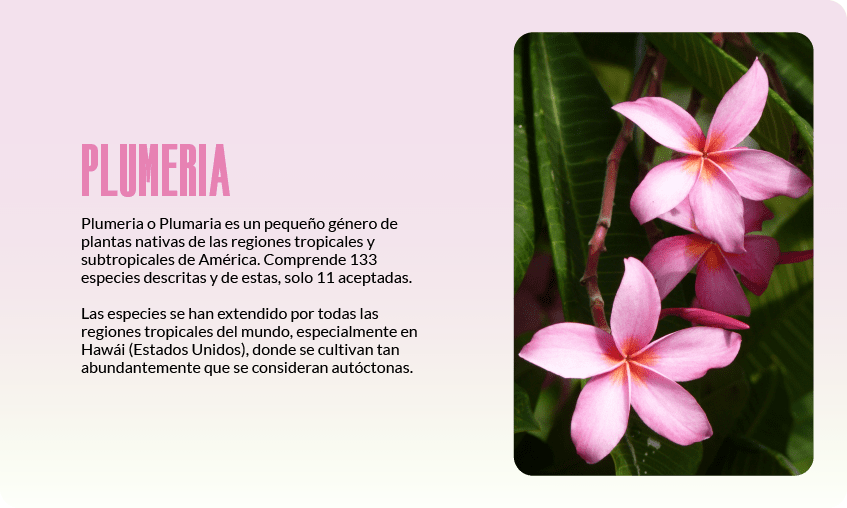 PLUMERIA
Plumeria o Plumaria es un pequeño género de
plantas nativas de las regiones tropicales y
subtropicales de América. Comprende 133
especies descritas y de estas, solo 11 aceptadas.
Las especies se han extendido por todas las
regiones tropicales del mundo, especialmente en
Hawái (Estados Unidos), donde se cultivan tan
abundantemente que se consideran autóctonas.